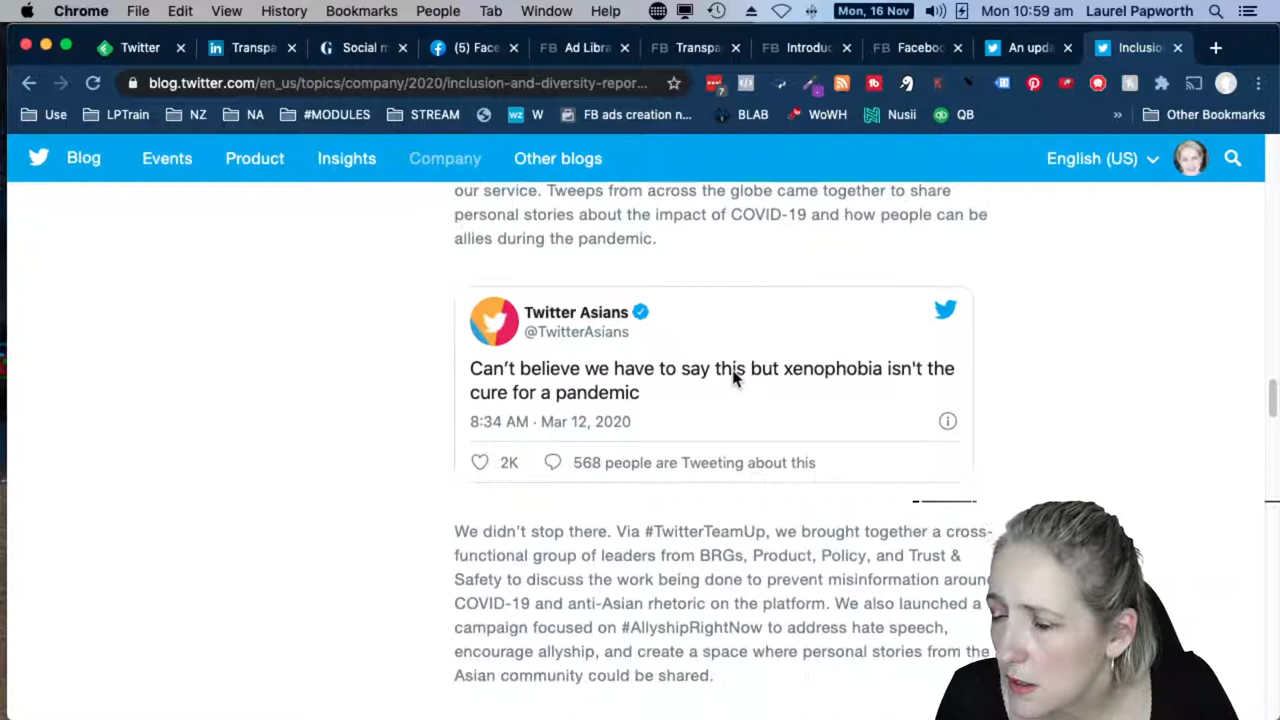 Chrome File Edit View History Bookmarks People Tab Window Help Mon, 16 Nov Mon 10:59 am Laurel Papworth
Twitter Transpa Social m (5) Face FB Ad Libra FB Transpa FB Introdu FB Facebo An upda Inclusio
blog.twitter.com/en_us/topics/company/2020/inclusion-and-diversity-repor... 7
Use LPTrain NZ NA #MODULES STREAM W FB ads creation n... BLAB WoWH Nusii QB » Other Bookmarks
Blog Events Product Insights Company Other blogs English (US)
our service. Tweeps from across the globe came together to share
personal stories about the impact of COVID-19 and how people can be
allies during the pandemic.
Twitter Asians
@TwitterAsians
Can't believe we have to say this but xenophobia isn't the
cure for a pandemic
8:34 AM · Mar 12, 2020
2K 568 people are Tweeting about this
We didn't stop there. Via #TwitterTeamUp, we brought together a cross-
functional group of leaders from BRGs, Product, Policy, and Trust &
Safety to discuss the work being done to prevent misinformation aroun
COVID-19 and anti-Asian rhetoric on the platform. We also launched a
campaign focused on #AllyshipRightNow to address hate speech,
encourage allyship, and create a space where personal stories from the
Asian community could be shared.